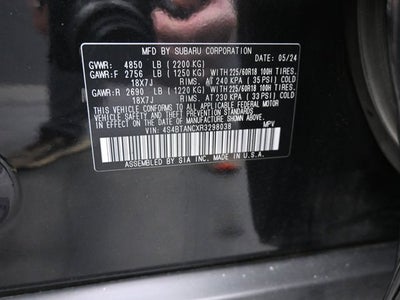 MFD BY SUBARU CORPORATION 05/24
GVWR: 4850 LB (2200 KG)
GAWR:F 2756 LB (1250 KG) WITH 225/60R18 100H TIRES,
18X7J RIMS, AT 240 KPA (35 PSI) COLD
GAWR:R 2690 LB (1220 KG) WITH 225/60R18 100H TIRES,
18X7J RIMS, AT 230 KPA (33 PSI) COLD
THIS VEHICLE CONFORMS TO ALL APPLICABLE FEDERAL MOTOR
VEHICLE SAFETY AND THEFT PREVENTION STANDARDS IN
EFFECT ON THE DATE OF MANUFACTURE SHOWN ABOVE.
VIN: 4S4BTANCXR3298038 MPV
ASSEMBLED BY SIA INC. MADE IN U.S.A.